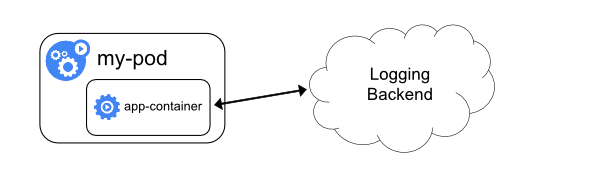 my-pod
app-container
Logging
Backend